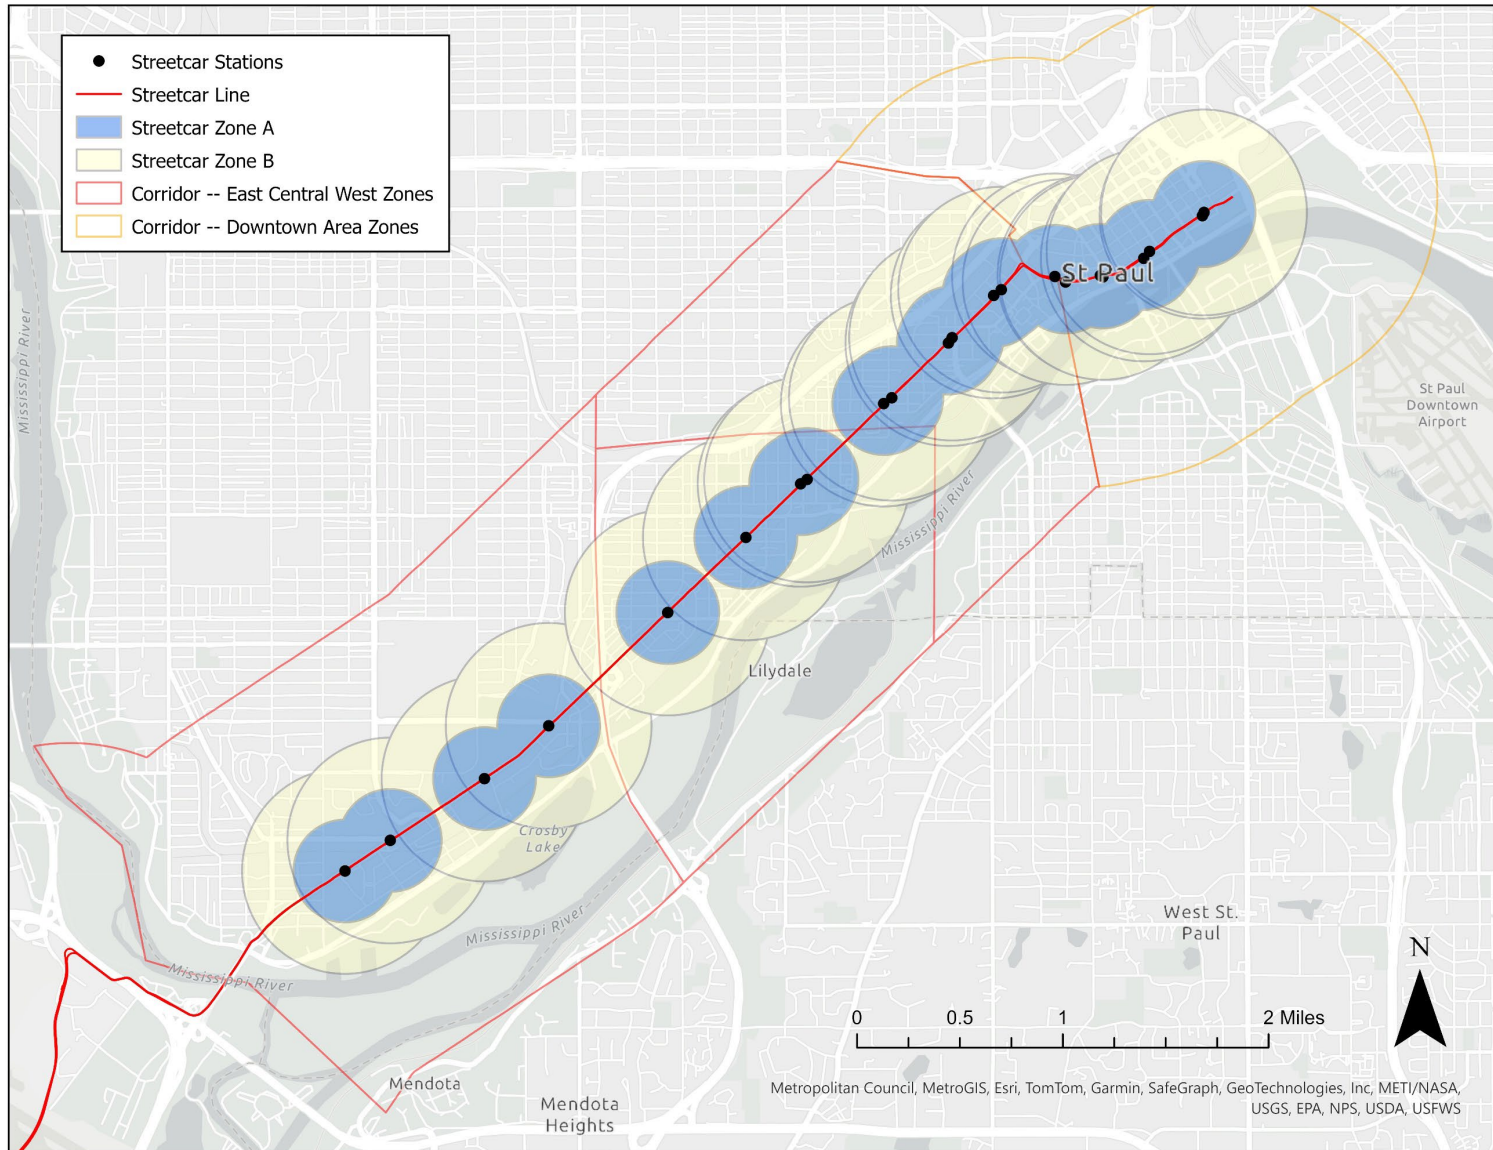 Streetcar Stations
Streetcar Line
Streetcar Zone A
Streetcar Zone B
Corridor -- East Central West Zones
Corridor -- Downtown Area Zones
Mississippi River
St Paul
St Paul
Downtown
Airport
Mississippi River
Lilydale
Crosby
Lake
Mississippi River
Mississippi River
West St.
Paul
N
0 0.5 1 2 Miles
Mendota
Mendota
Heights
Metropolitan Council, MetroGIS, Esri, TomTom, Garmin, SafeGraph, GeoTechnologies, Inc, METI/NASA,
USGS, EPA, NPS, USDA, USFWS